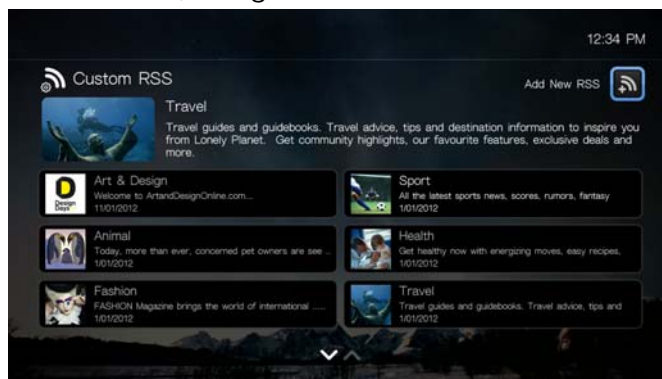 12:34 PM
Custom RSS
Add New RSS
Travel
Travel guides and guidebooks. Travel advice, tips and destination information to inspire you
from Lonely Planet. Get community highlights, our favourite features, exclusive deals and
more.
Art & Design
Welcome to ArtandDesignOnline.com...
11/01/2012
Design
Days
Sport
All the latest sports news, scores, rumors, fantasy
1/01/2012
Animal
Today, more than ever, concerned pet owners are see ..
1/01/2012
Health
Get healthy now with energizing moves, easy recipes,
1/01/2012
Fashion
FASHION Magazine brings the world of international ......
1/01/2012
Travel
Travel guides and guidebooks. Travel advice, tips and
1/01/2012